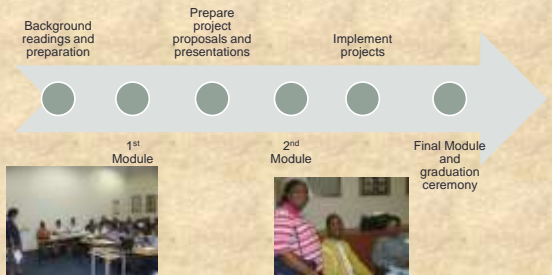 Background
readings and
preparation
1st
Module
Prepare
project
proposals and
presentations
2nd
Module
Implement
projects
Final Module
and
graduation
ceremony